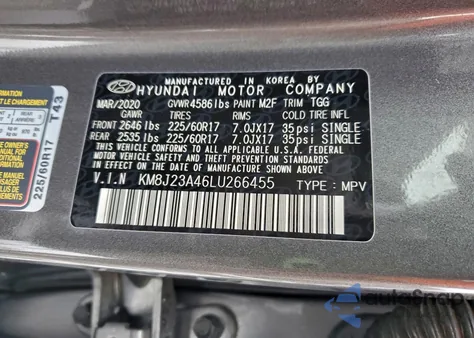 MANUFACTURED IN KOREA BY
HYUNDAI MOTOR COMPANY
MAR/2020 GVWR4586lbs PAINT M2F TRIM TGG
GAWR TIRES RIMS COLD TIRE INFL
FRONT 2646 lbs 225/60R17 7.0JX17 35psi SINGLE
REAR 2535 lbs 225/60R17 7.0JX17 35psi SINGLE
THIS VEHICLE CONFORMS TO ALL APPLICABLE
U.S.A. FEDERAL MOTOR VEHICLE SAFETY
AND THEFT PREVENTION STANDARDS IN EFFECT
ON THE DATE OF MANUFACTURE SHOWN ABOVE.
V.I.N KM8J23A46LU266455 TYPE: MPV
225/60R17 T43
LE CHARGEMENT